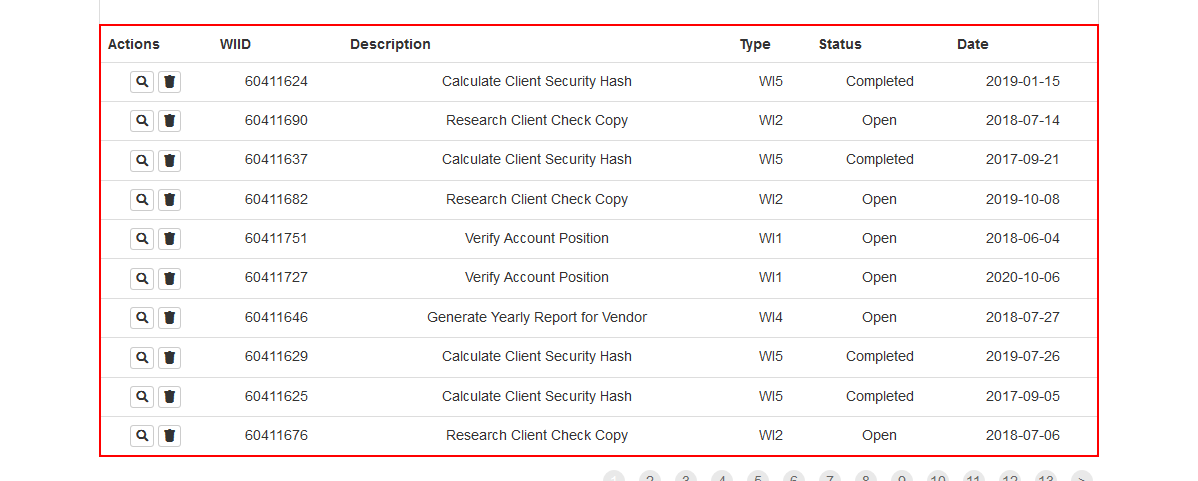 Actions WIID Description Type Status Date
60411624 Calculate Client Security Hash WI5 Completed 2019-01-15
60411690 Research Client Check Copy WI2 Open 2018-07-14
60411637 Calculate Client Security Hash WI5 Completed 2017-09-21
60411682 Research Client Check Copy WI2 Open 2019-10-08
60411751 Verify Account Position WI1 Open 2018-06-04
60411727 Verify Account Position WI1 Open 2020-10-06
60411646 Generate Yearly Report for Vendor WI4 Open 2018-07-27
60411629 Calculate Client Security Hash WI5 Completed 2019-07-26
60411625 Calculate Client Security Hash WI5 Completed 2017-09-05
60411676 Research Client Check Copy WI2 Open 2018-07-06
1 2 3 4 5 6 7 8 9 10 11 12 13 >